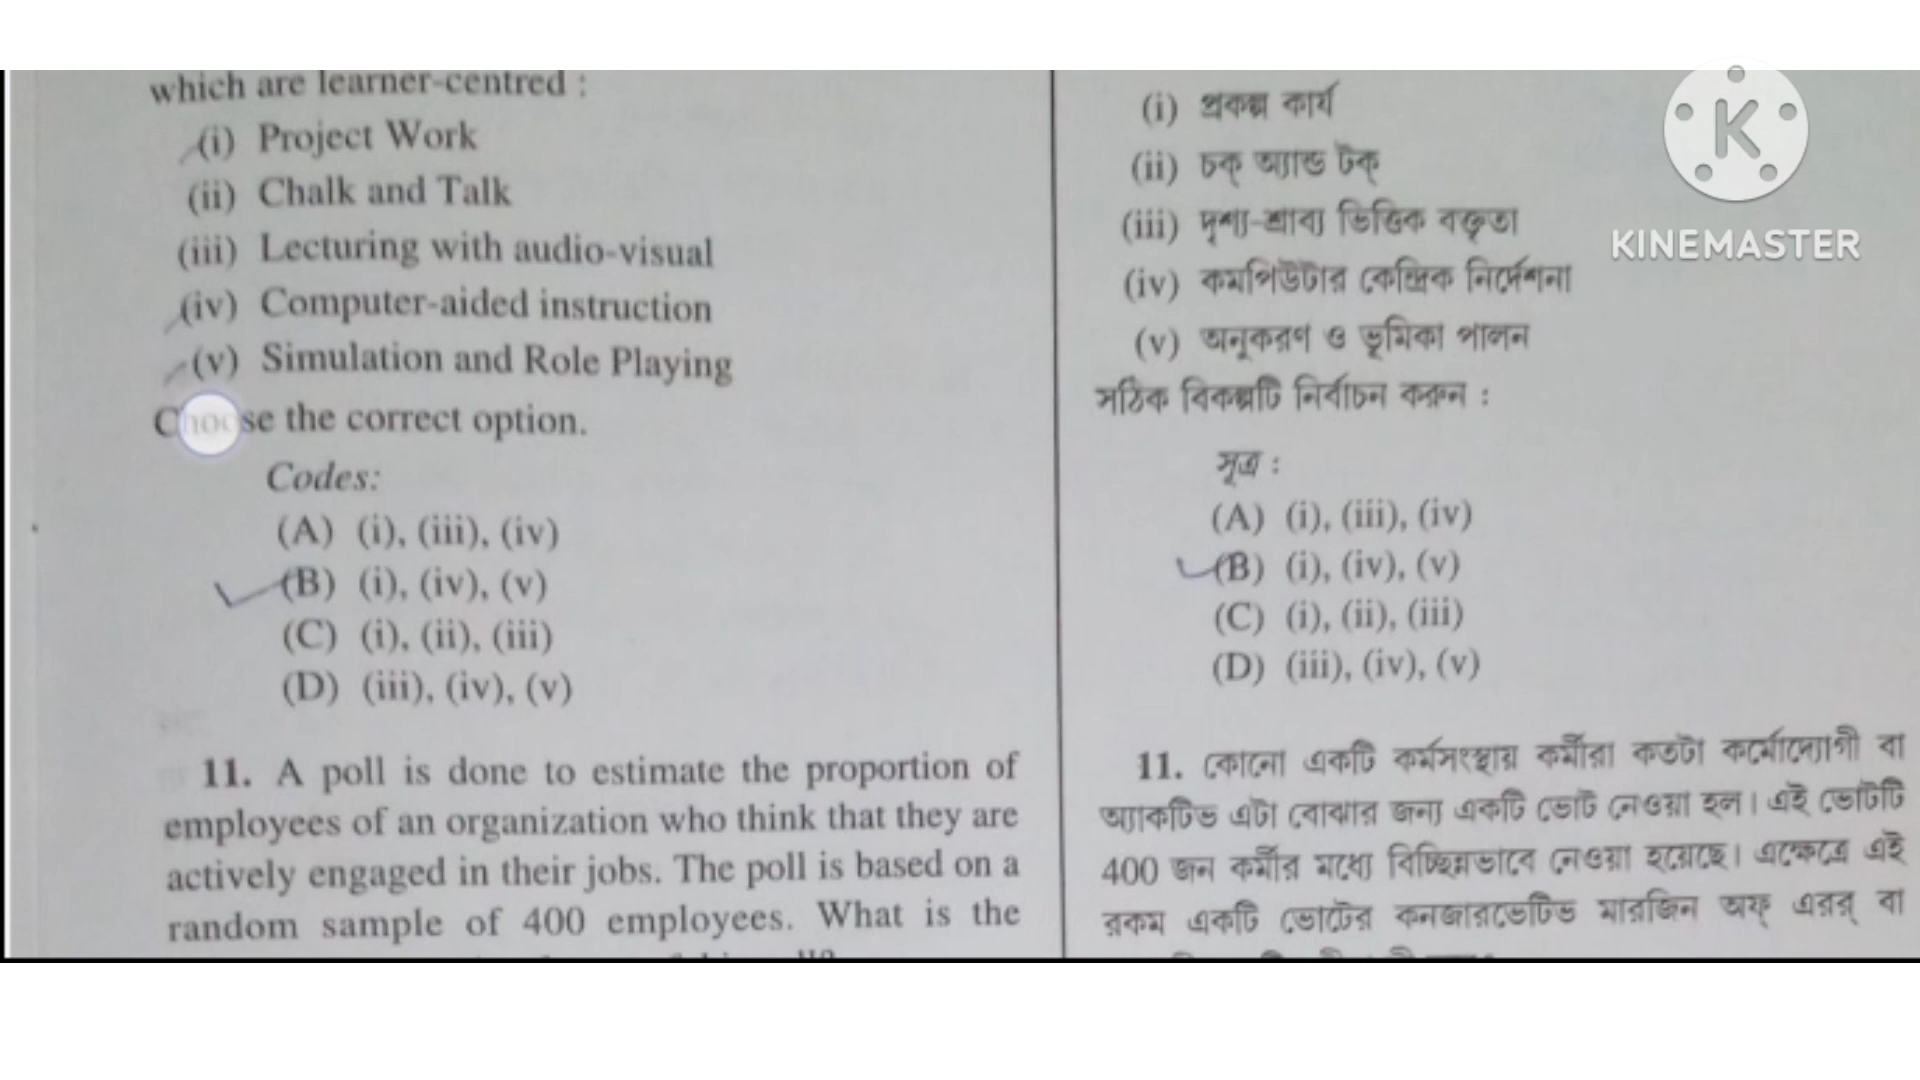 which are learner-centred :
(i) Project Work
(ii) Chalk and Talk
(iii) Lecturing with audio-visual
(iv) Computer-aided instruction
(v) Simulation and Role Playing
Choose the correct option.
Codes:
(A) (i), (iii), (iv)
(B) (i), (iv), (v)
(C) (i), (ii), (iii)
(D) (iii), (iv), (v)
11. A poll is done to estimate the proportion of
employees of an organization who think that they are
actively engaged in their jobs. The poll is based on a
random sample of 400 employees. What is the
(i) প্রকল্প কার্য
(ii) চক্ অ্যান্ড টক্
(iii) দৃশ্য-শ্রাব্য ভিত্তিক বক্তৃতা
(iv) কমপিউটার কেন্দ্রিক নির্দেশনা
(v) অনুকরণ ও ভূমিকা পালন
সঠিক বিকল্পটি নির্বাচন করুন :
সূত্র :
(A) (i), (iii), (iv)
(B) (i), (iv), (v)
(C) (i), (ii), (iii)
(D) (iii), (iv), (v)
11. কোনো একটি কর্মসংস্থায় কর্মীরা কতটা কর্মোদ্যোগী বা
অ্যাকটিভ এটা বোঝার জন্য একটি ভোট নেওয়া হল। এই ভোটটি
400 জন কর্মীর মধ্যে বিচ্ছিন্নভাবে নেওয়া হয়েছে। এক্ষেত্রে এই
রকম একটি ভোটের কনজারভেটিভ মারজিন অফ্ এরর্ বা
K
KINEMASTER